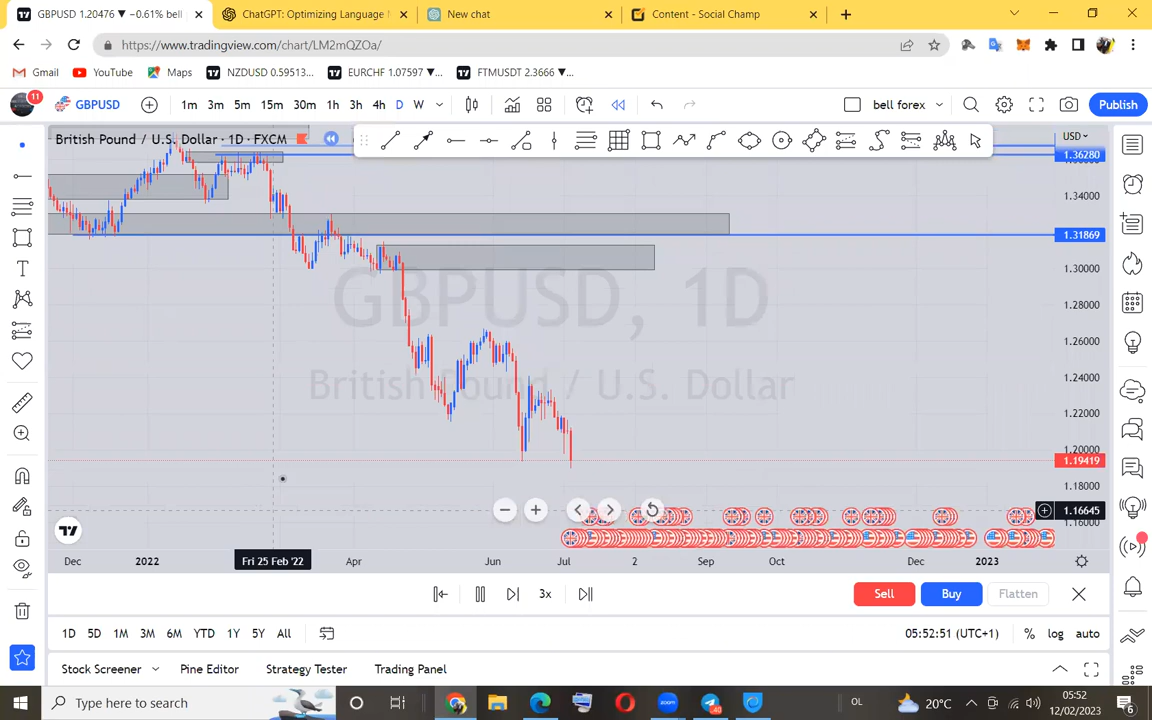 GBPUSD 1.20476 ▼ −0.61% bell
ChatGPT: Optimizing Language
New chat
Content - Social Champ
https://www.tradingview.com/chart/LM2mQZOa/
Gmail
YouTube
Maps
NZDUSD 0.59513...
EURCHF 1.07597 ▼...
FTMUSDT 2.3666 ▼...
11
GBPUSD
1m 3m 5m 15m 30m 1h 3h 4h D W
bell forex
Publish
British Pound / U.S. Dollar · 1D · FXCM
USD
1.36280
1.34000
1.31869
1.30000
1.28000
1.26000
1.24000
1.22000
1.20000
1.19419
1.18000
1.16645
1.16000
GBPUSD, 1D
British Pound / U.S. Dollar
Dec 2022 Fri 25 Feb '22 Apr Jun Jul 2 Sep Oct Dec 2023
3x
Sell
Buy
Flatten
1D 5D 1M 3M 6M YTD 1Y 5Y All
05:52:51 (UTC+1)
% log auto
Stock Screener
Pine Editor
Strategy Tester
Trading Panel
Type here to search
zoom
OL
20°C
05:52
12/02/2023
6